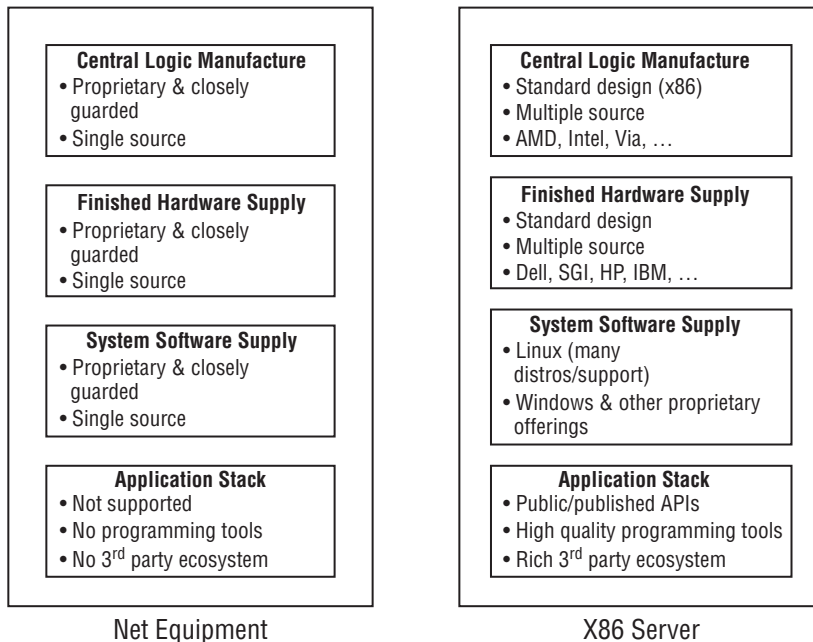 Central Logic Manufacture
• Proprietary & closely
guarded
• Single source
Finished Hardware Supply
• Proprietary & closely
guarded
• Single source
System Software Supply
• Proprietary & closely
guarded
• Single source
Application Stack
• Not supported
• No programming tools
• No 3rd party ecosystem
Net Equipment
Central Logic Manufacture
• Standard design (x86)
• Multiple source
• AMD, Intel, Via, …
Finished Hardware Supply
• Standard design
• Multiple source
• Dell, SGI, HP, IBM, …
System Software Supply
• Linux (many
distros/support)
• Windows & other proprietary
offerings
Application Stack
• Public/published APIs
• High quality programming tools
• Rich 3rd party ecosystem
X86 Server